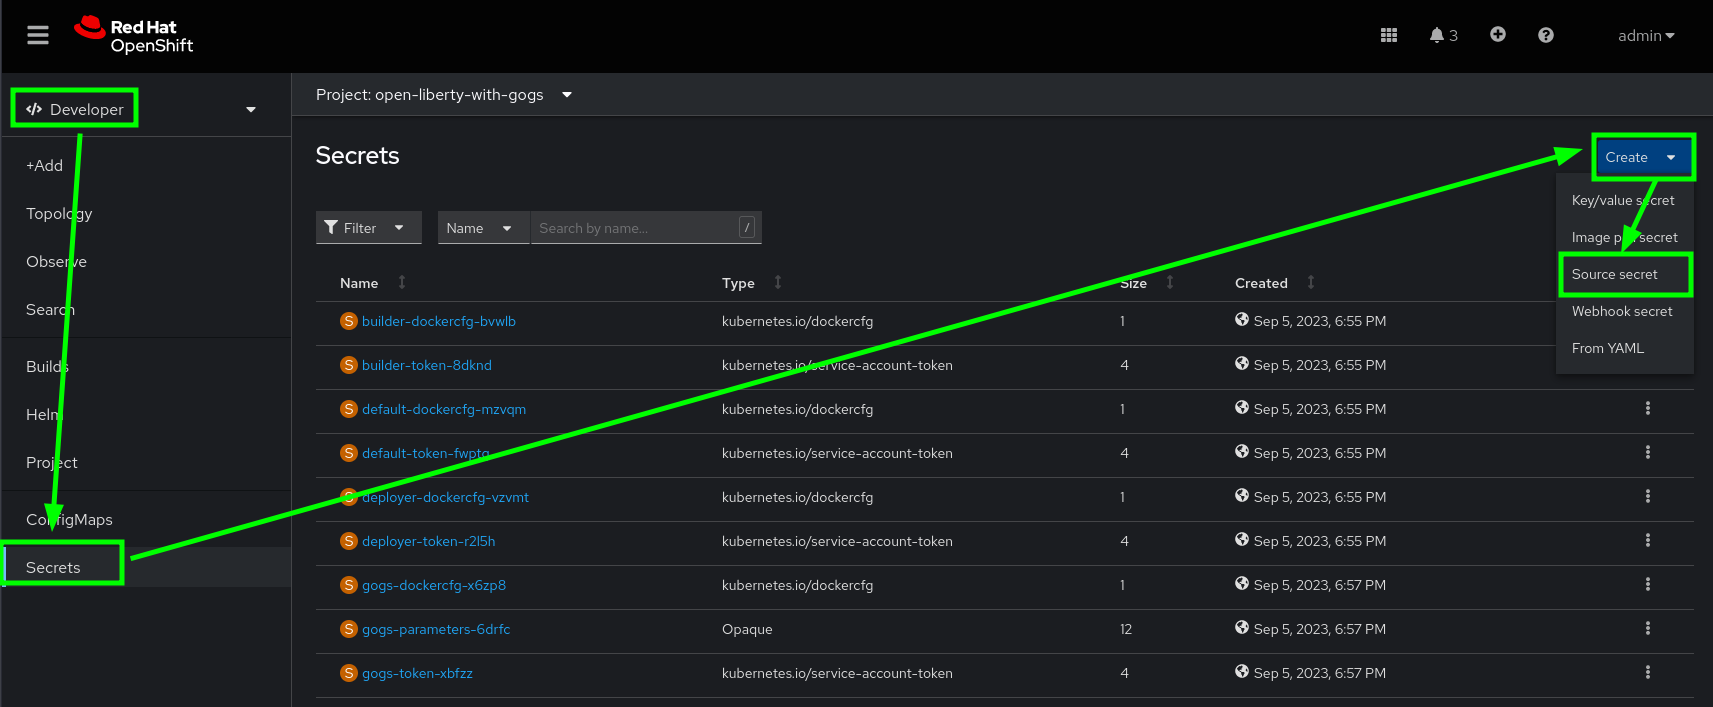 Red Hat
OpenShift
3
admin
Developer
Project: open-liberty-with-gogs
+Add
Topology
Observe
Search
Builds
Helm
Project
ConfigMaps
Secrets
Secrets
Create
Key/value secret
Image pull secret
Source secret
Webhook secret
From YAML
Filter
Name
Search by name...
/
Name Type Size Created
S builder-dockercfg-bvwlb kubernetes.io/dockercfg 1 Sep 5, 2023, 6:55 PM
S builder-token-8dknd kubernetes.io/service-account-token 4 Sep 5, 2023, 6:55 PM
S default-dockercfg-mzvqm kubernetes.io/dockercfg 1 Sep 5, 2023, 6:55 PM
S default-token-fwptg kubernetes.io/service-account-token 4 Sep 5, 2023, 6:55 PM
S deployer-dockercfg-vzvmt kubernetes.io/dockercfg 1 Sep 5, 2023, 6:55 PM
S deployer-token-r2l5h kubernetes.io/service-account-token 4 Sep 5, 2023, 6:55 PM
S gogs-dockercfg-x6zp8 kubernetes.io/dockercfg 1 Sep 5, 2023, 6:57 PM
S gogs-parameters-6drfc Opaque 12 Sep 5, 2023, 6:57 PM
S gogs-token-xbfzz kubernetes.io/service-account-token 4 Sep 5, 2023, 6:57 PM